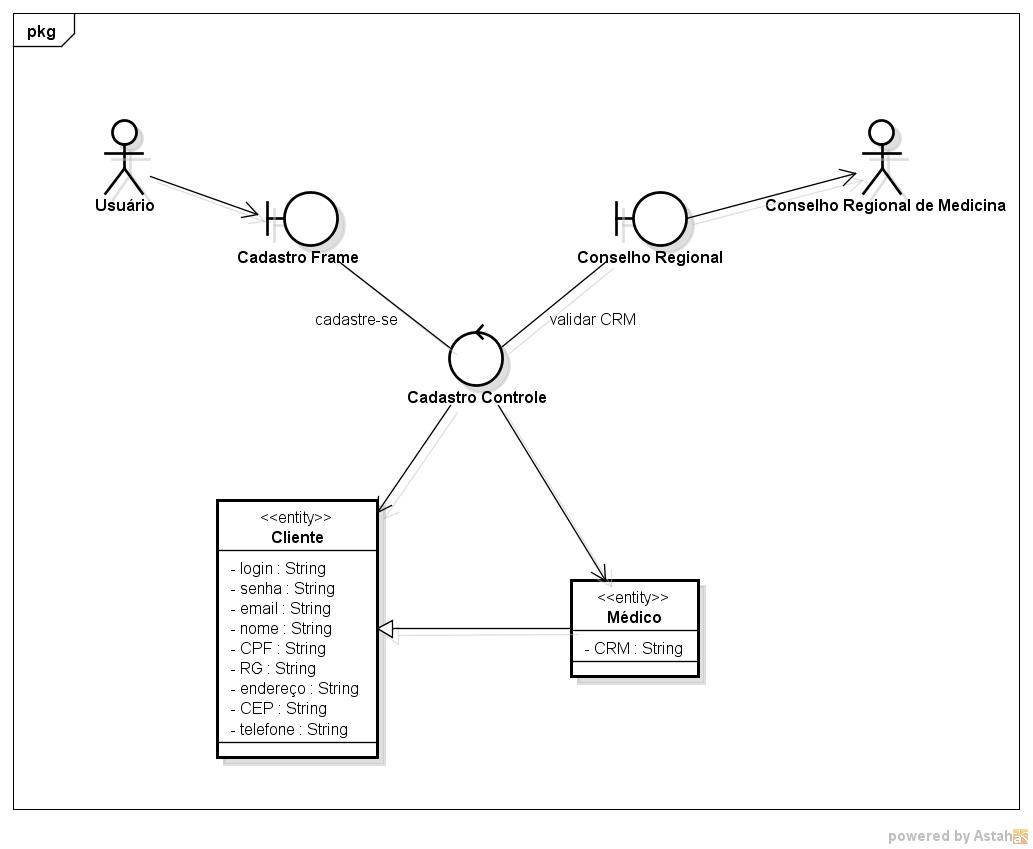 pkg
Usuário
Conselho Regional de Medicina
Cadastro Frame
Conselho Regional
cadastre-se
validar CRM
Cadastro Controle
<<entity>>
Cliente
- login : String
- senha : String
- email : String
- nome : String
- CPF : String
- RG : String
- endereço : String
- CEP : String
- telefone : String
<<entity>>
Médico
- CRM : String
powered by Astah